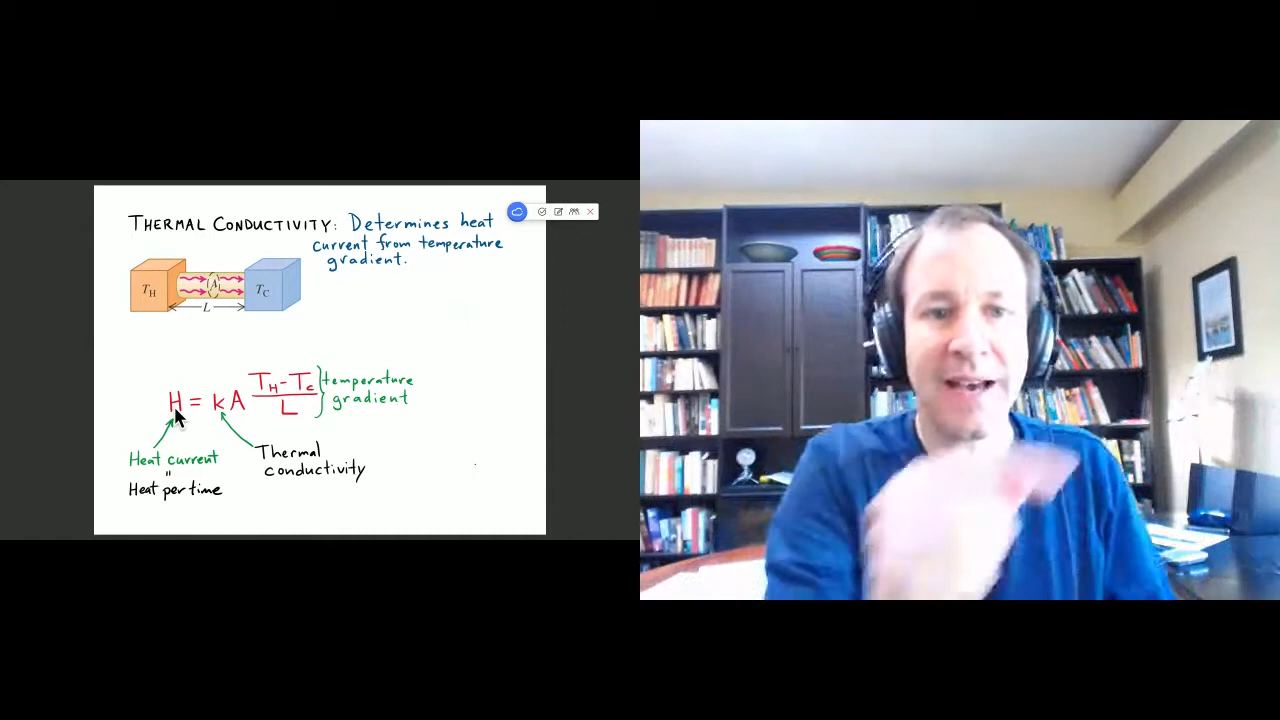 THERMAL CONDUCTIVITY: Determines heat
current from temperature
gradient.
T_H A T_C
L
H = kA (T_H - T_C)/L } temperature
gradient
Heat current
"
Heat per time
Thermal
conductivity